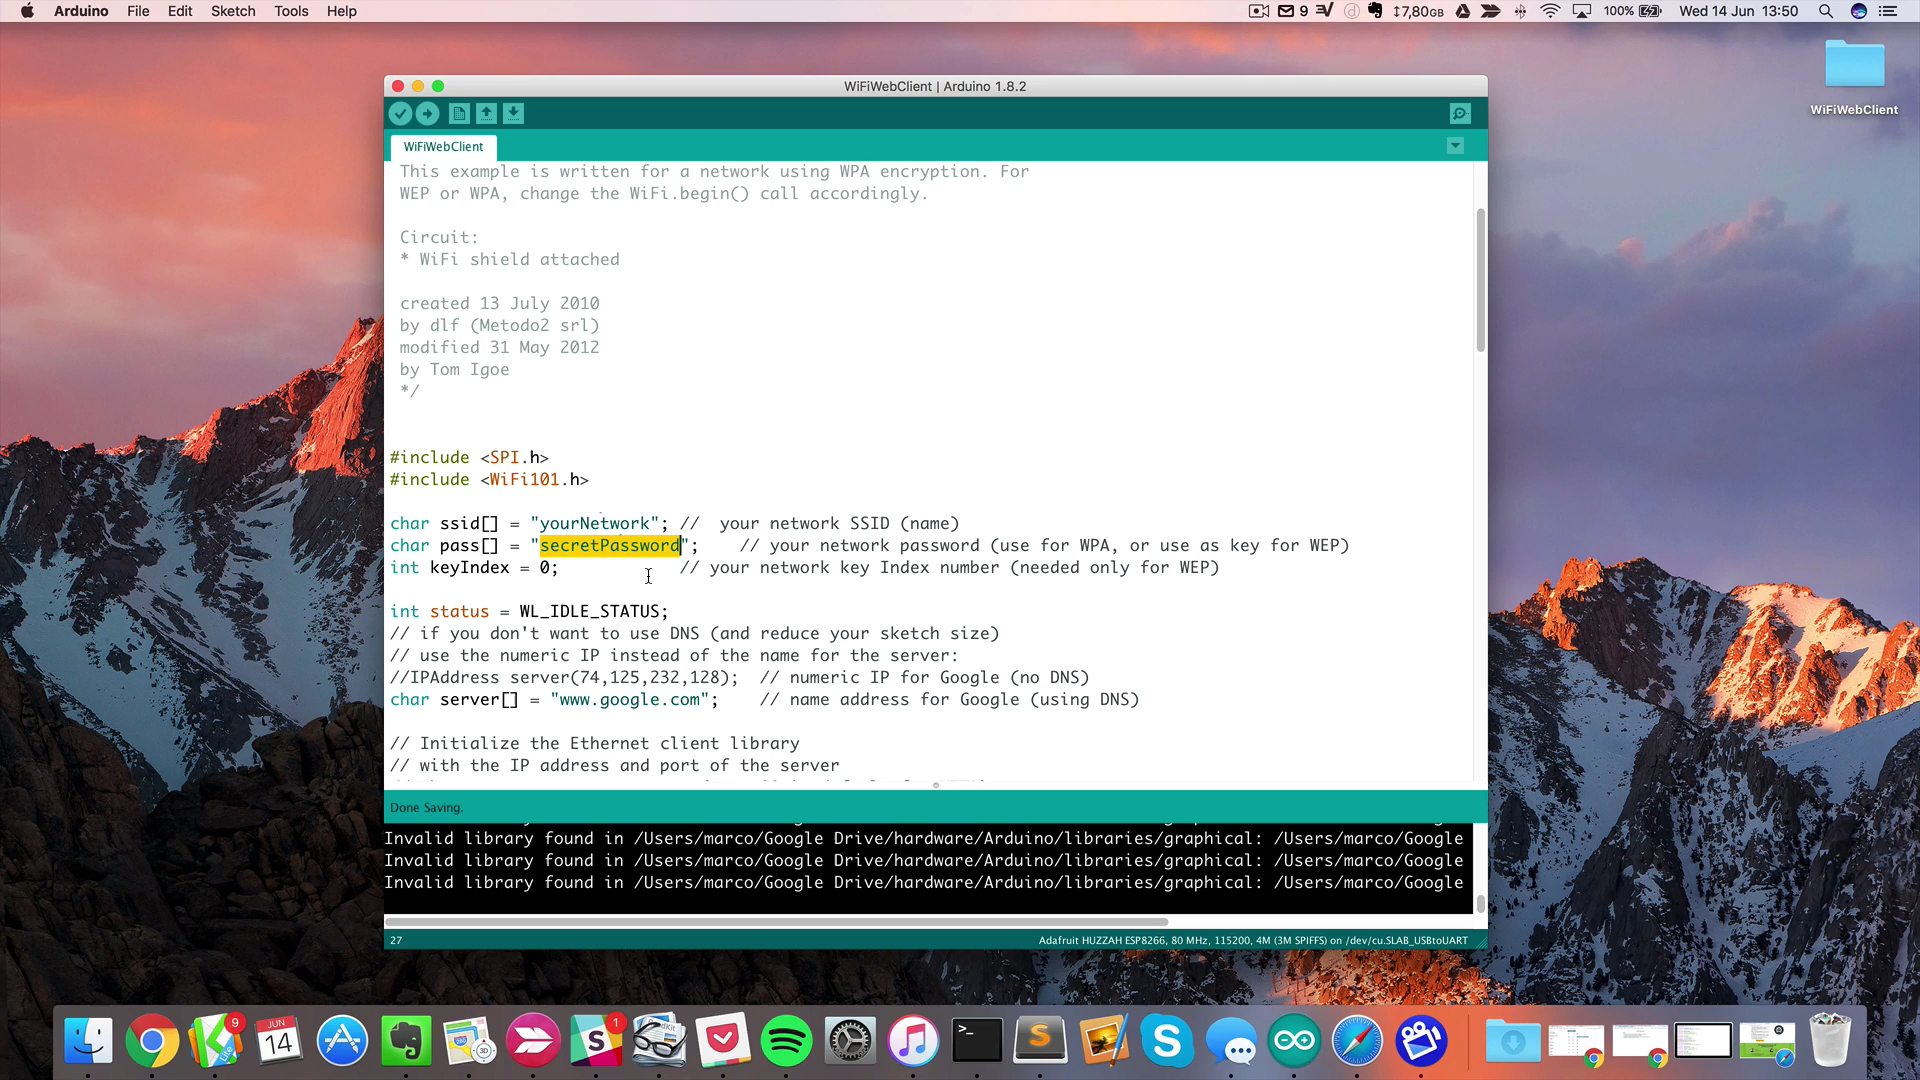 Arduino File Edit Sketch Tools Help 9 7,80GB 100% Wed 14 Jun 13:50
WiFiWebClient
WiFiWebClient | Arduino 1.8.2
WiFiWebClient
This example is written for a network using WPA encryption. For
WEP or WPA, change the WiFi.begin() call accordingly.
Circuit:
* WiFi shield attached
created 13 July 2010
by dlf (Metodo2 srl)
modified 31 May 2012
by Tom Igoe
*/
#include <SPI.h>
#include <WiFi101.h>
char ssid[] = "yourNetwork"; //  your network SSID (name)
char pass[] = "secretPassword";    // your network password (use for WPA, or use as key for WEP)
int keyIndex = 0;            // your network key Index number (needed only for WEP)
int status = WL_IDLE_STATUS;
// if you don't want to use DNS (and reduce your sketch size)
// use the numeric IP instead of the name for the server:
//IPAddress server(74,125,232,128);  // numeric IP for Google (no DNS)
char server[] = "www.google.com";    // name address for Google (using DNS)
// Initialize the Ethernet client library
// with the IP address and port of the server
Done Saving.
Invalid library found in /Users/marco/Google Drive/hardware/Arduino/libraries/graphical: /Users/marco/Google
Invalid library found in /Users/marco/Google Drive/hardware/Arduino/libraries/graphical: /Users/marco/Google
Invalid library found in /Users/marco/Google Drive/hardware/Arduino/libraries/graphical: /Users/marco/Google
27
Adafruit HUZZAH ESP8266, 80 MHz, 115200, 4M (3M SPIFFS) on /dev/cu.SLAB_USBtoUART
9
JUN
14
3D
1